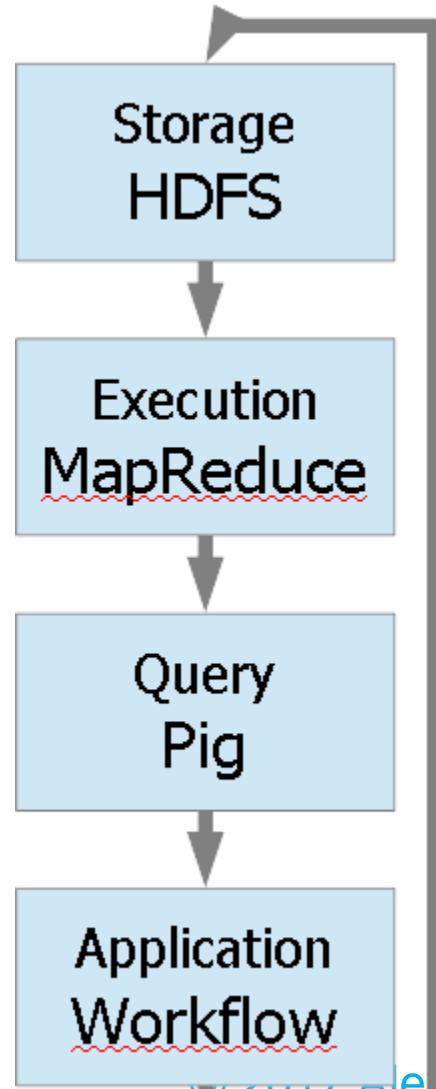 Storage
HDFS
Execution
MapReduce
Query
Pig
Application
Workflow